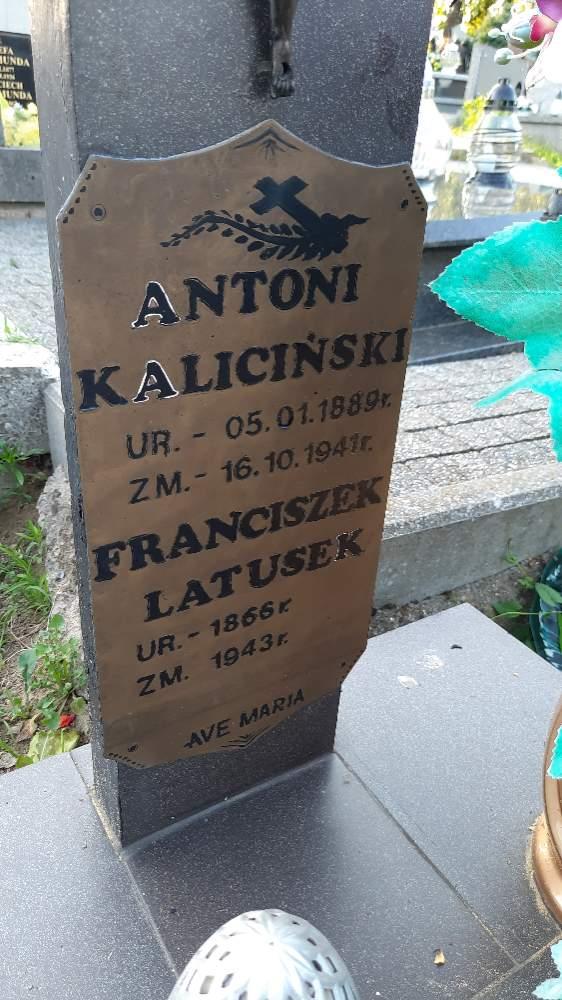 ANTONI
KALICIŃSKI
UR. - 05.01.1889r.
ZM. - 16.10.1941r.
FRANCISZEK
LATUSEK
UR. - 1866r.
ZM. 1943r.
AVE MARIA